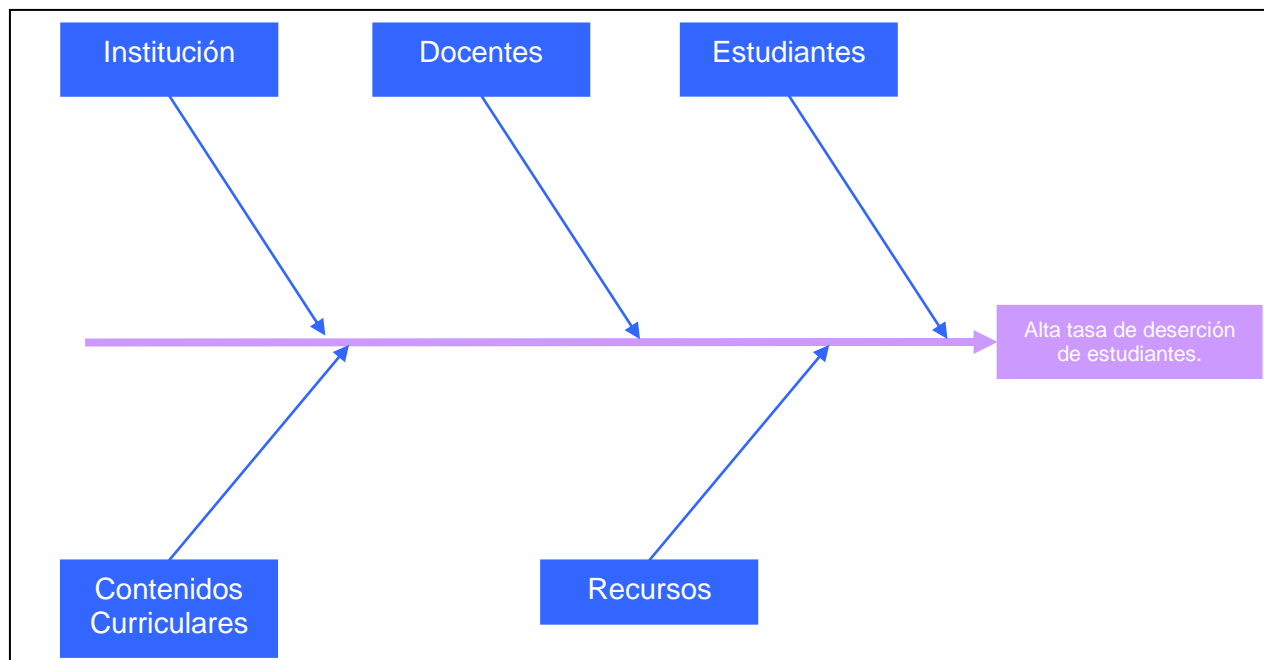 Institución
Docentes
Estudiantes
Alta tasa de deserción
de estudiantes.
Contenidos
Curriculares
Recursos